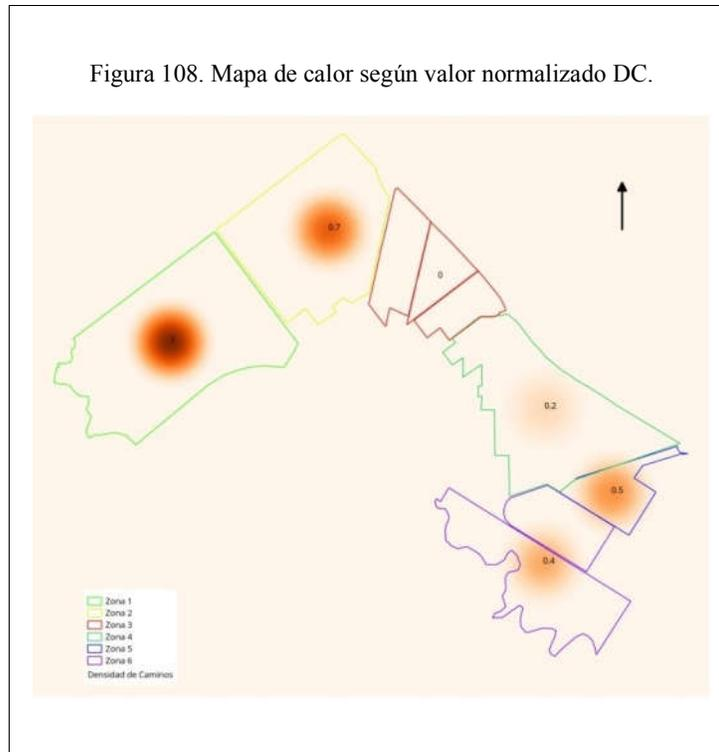 Figura 108. Mapa de calor según valor normalizado DC.
0.7
0
0.2
0.5
0.4
Zona 1
Zona 2
Zona 3
Zona 4
Zona 5
Zona 6
Densidad de Caminos